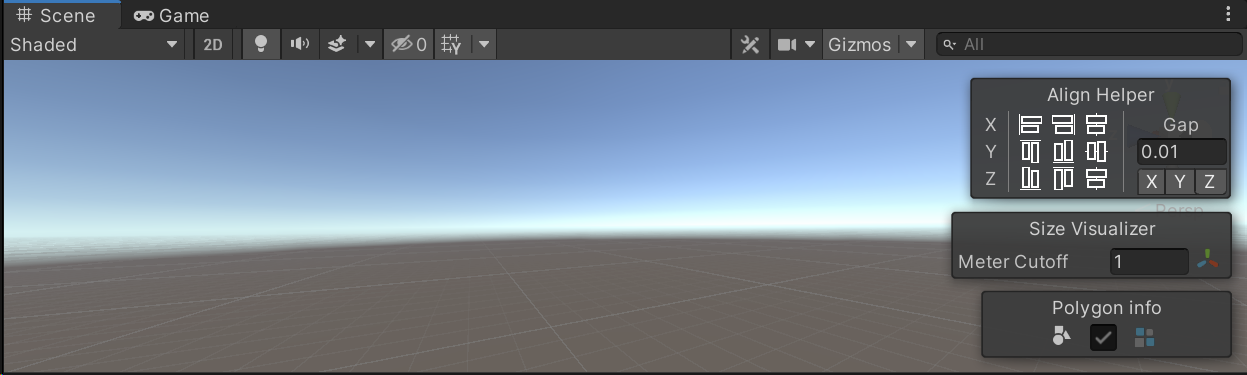 Scene Game
Shaded 2D 0 Gizmos All
Align Helper
X Gap
Y 0.01
Z X Y Z
Persp
Size Visualizer
Meter Cutoff 1
Polygon info